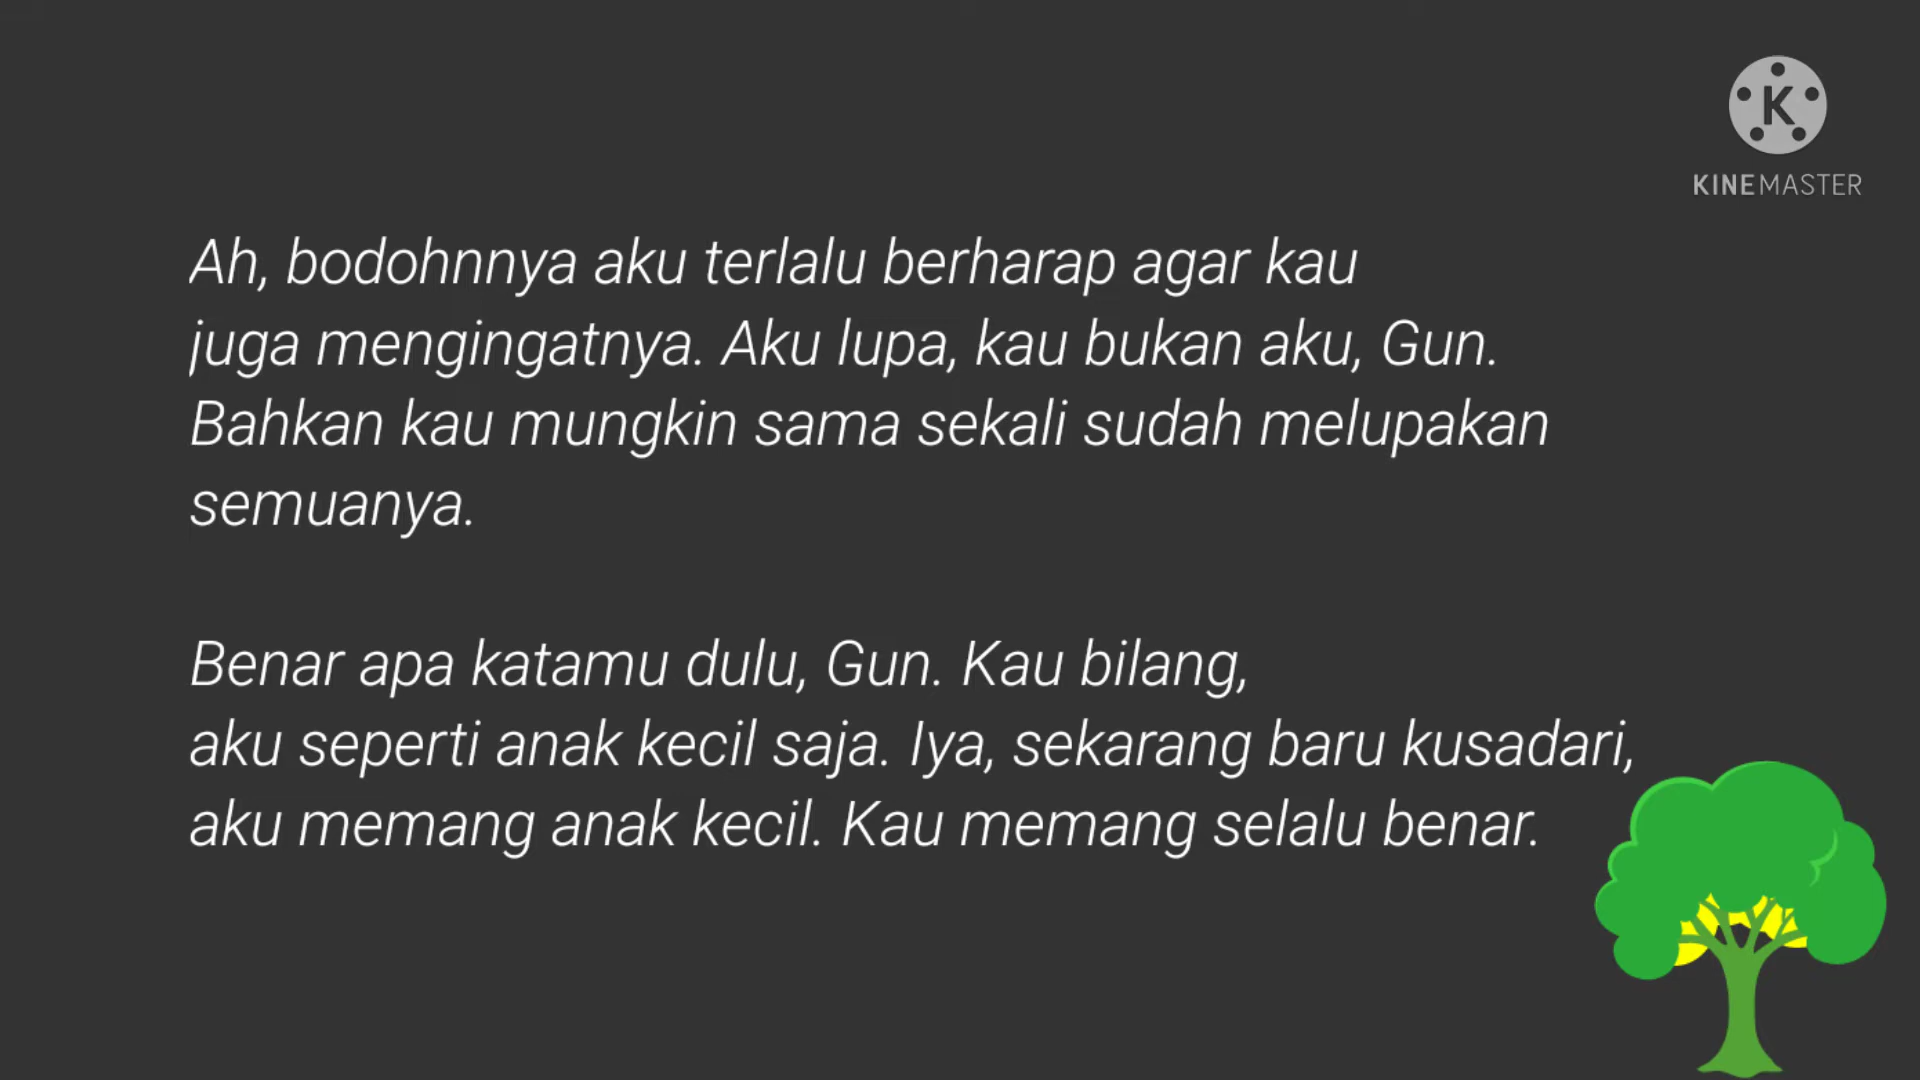 K
KINEMASTER
Ah, bodohnnya aku terlalu berharap agar kau
juga mengingatnya. Aku lupa, kau bukan aku, Gun.
Bahkan kau mungkin sama sekali sudah melupakan
semuanya.
Benar apa katamu dulu, Gun. Kau bilang,
aku seperti anak kecil saja. Iya, sekarang baru kusadari,
aku memang anak kecil. Kau memang selalu benar.